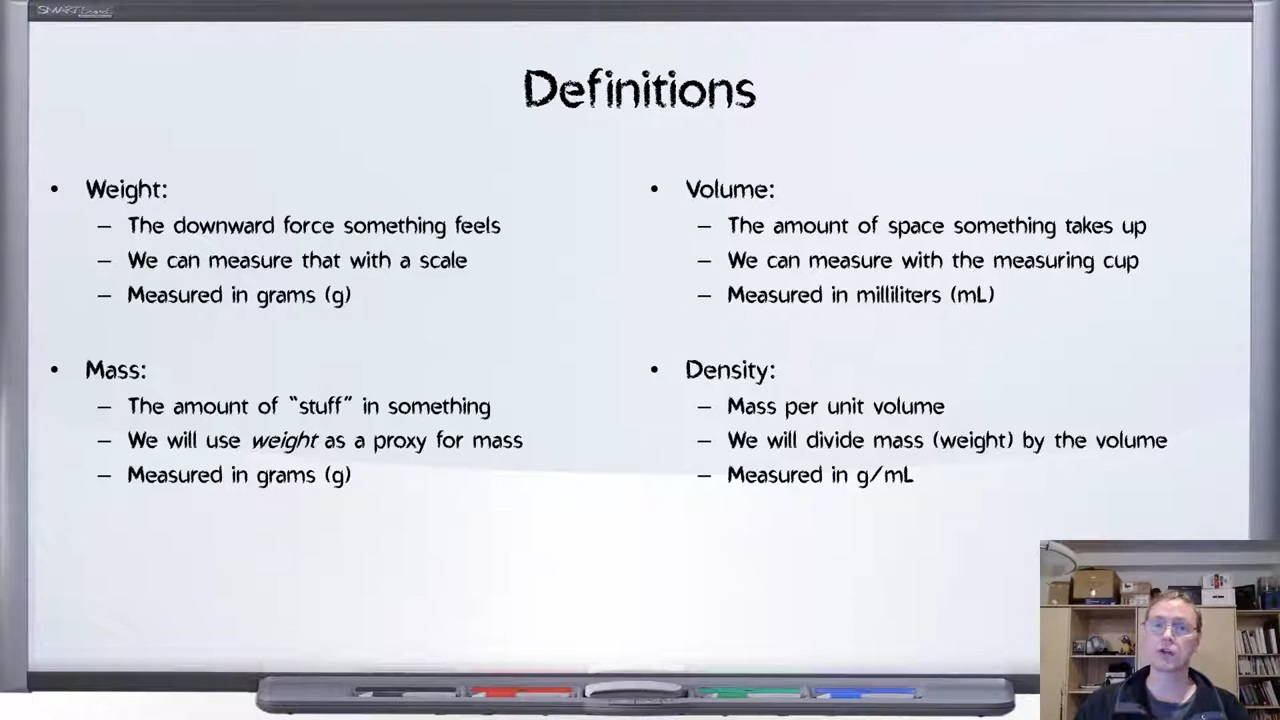 SMART Board
Definitions
• Weight:
– The downward force something feels
– We can measure that with a scale
– Measured in grams (g)
• Mass:
– The amount of “stuff” in something
– We will use weight as a proxy for mass
– Measured in grams (g)
• Volume:
– The amount of space something takes up
– We can measure with the measuring cup
– Measured in milliliters (mL)
• Density:
– Mass per unit volume
– We will divide mass (weight) by the volume
– Measured in g/mL